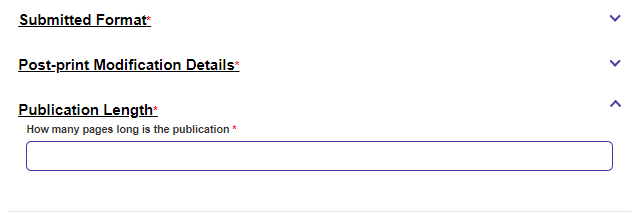 Submitted Format*
Post-print Modification Details*
Publication Length*
How many pages long is the publication *